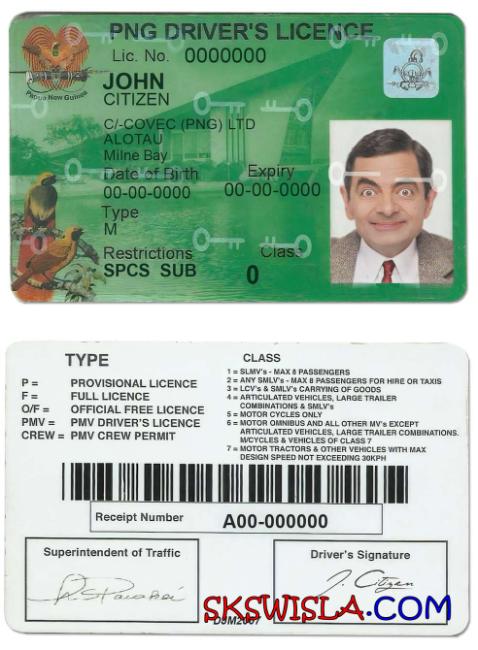 PNG DRIVER'S LICENCE
Lic. No. 0000000
Papua New Guinea
JOHN
CITIZEN
C/-COVEC (PNG) LTD
ALOTAU
Milne Bay
Date of Birth Expiry
00-00-0000 00-00-0000
Type
M
Restrictions Class
SPCS SUB 0
TYPE
P = PROVISIONAL LICENCE
F = FULL LICENCE
O/F = OFFICIAL FREE LICENCE
PMV = PMV DRIVER'S LICENCE
CREW = PMV CREW PERMIT
CLASS
1 = SLMV's - MAX 8 PASSENGERS
2 = ANY SMLV's - MAX 8 PASSENGERS FOR HIRE OR TAXIS
3 = LCV's & SMLV's CARRYING OF GOODS
4 = ARTICULATED VEHICLES, LARGE TRAILER
COMBINATIONS & SMLV's
5 = MOTOR CYCLES ONLY
6 = MOTOR OMNIBUS AND ALL OTHER MV's EXCEPT
ARTICULATED VEHICLES, LARGE TRAILER COMBINATIONS.
M/CYCLES & VEHICLES OF CLASS 7
7 = MOTOR TRACTORS & OTHER VEHICLES WITH MAX
DESIGN SPEED NOT EXCEEDING 30KPH
Receipt Number A00-000000
Superintendent of Traffic
Driver's Signature
J. Citizen
SKSWISLA.COM